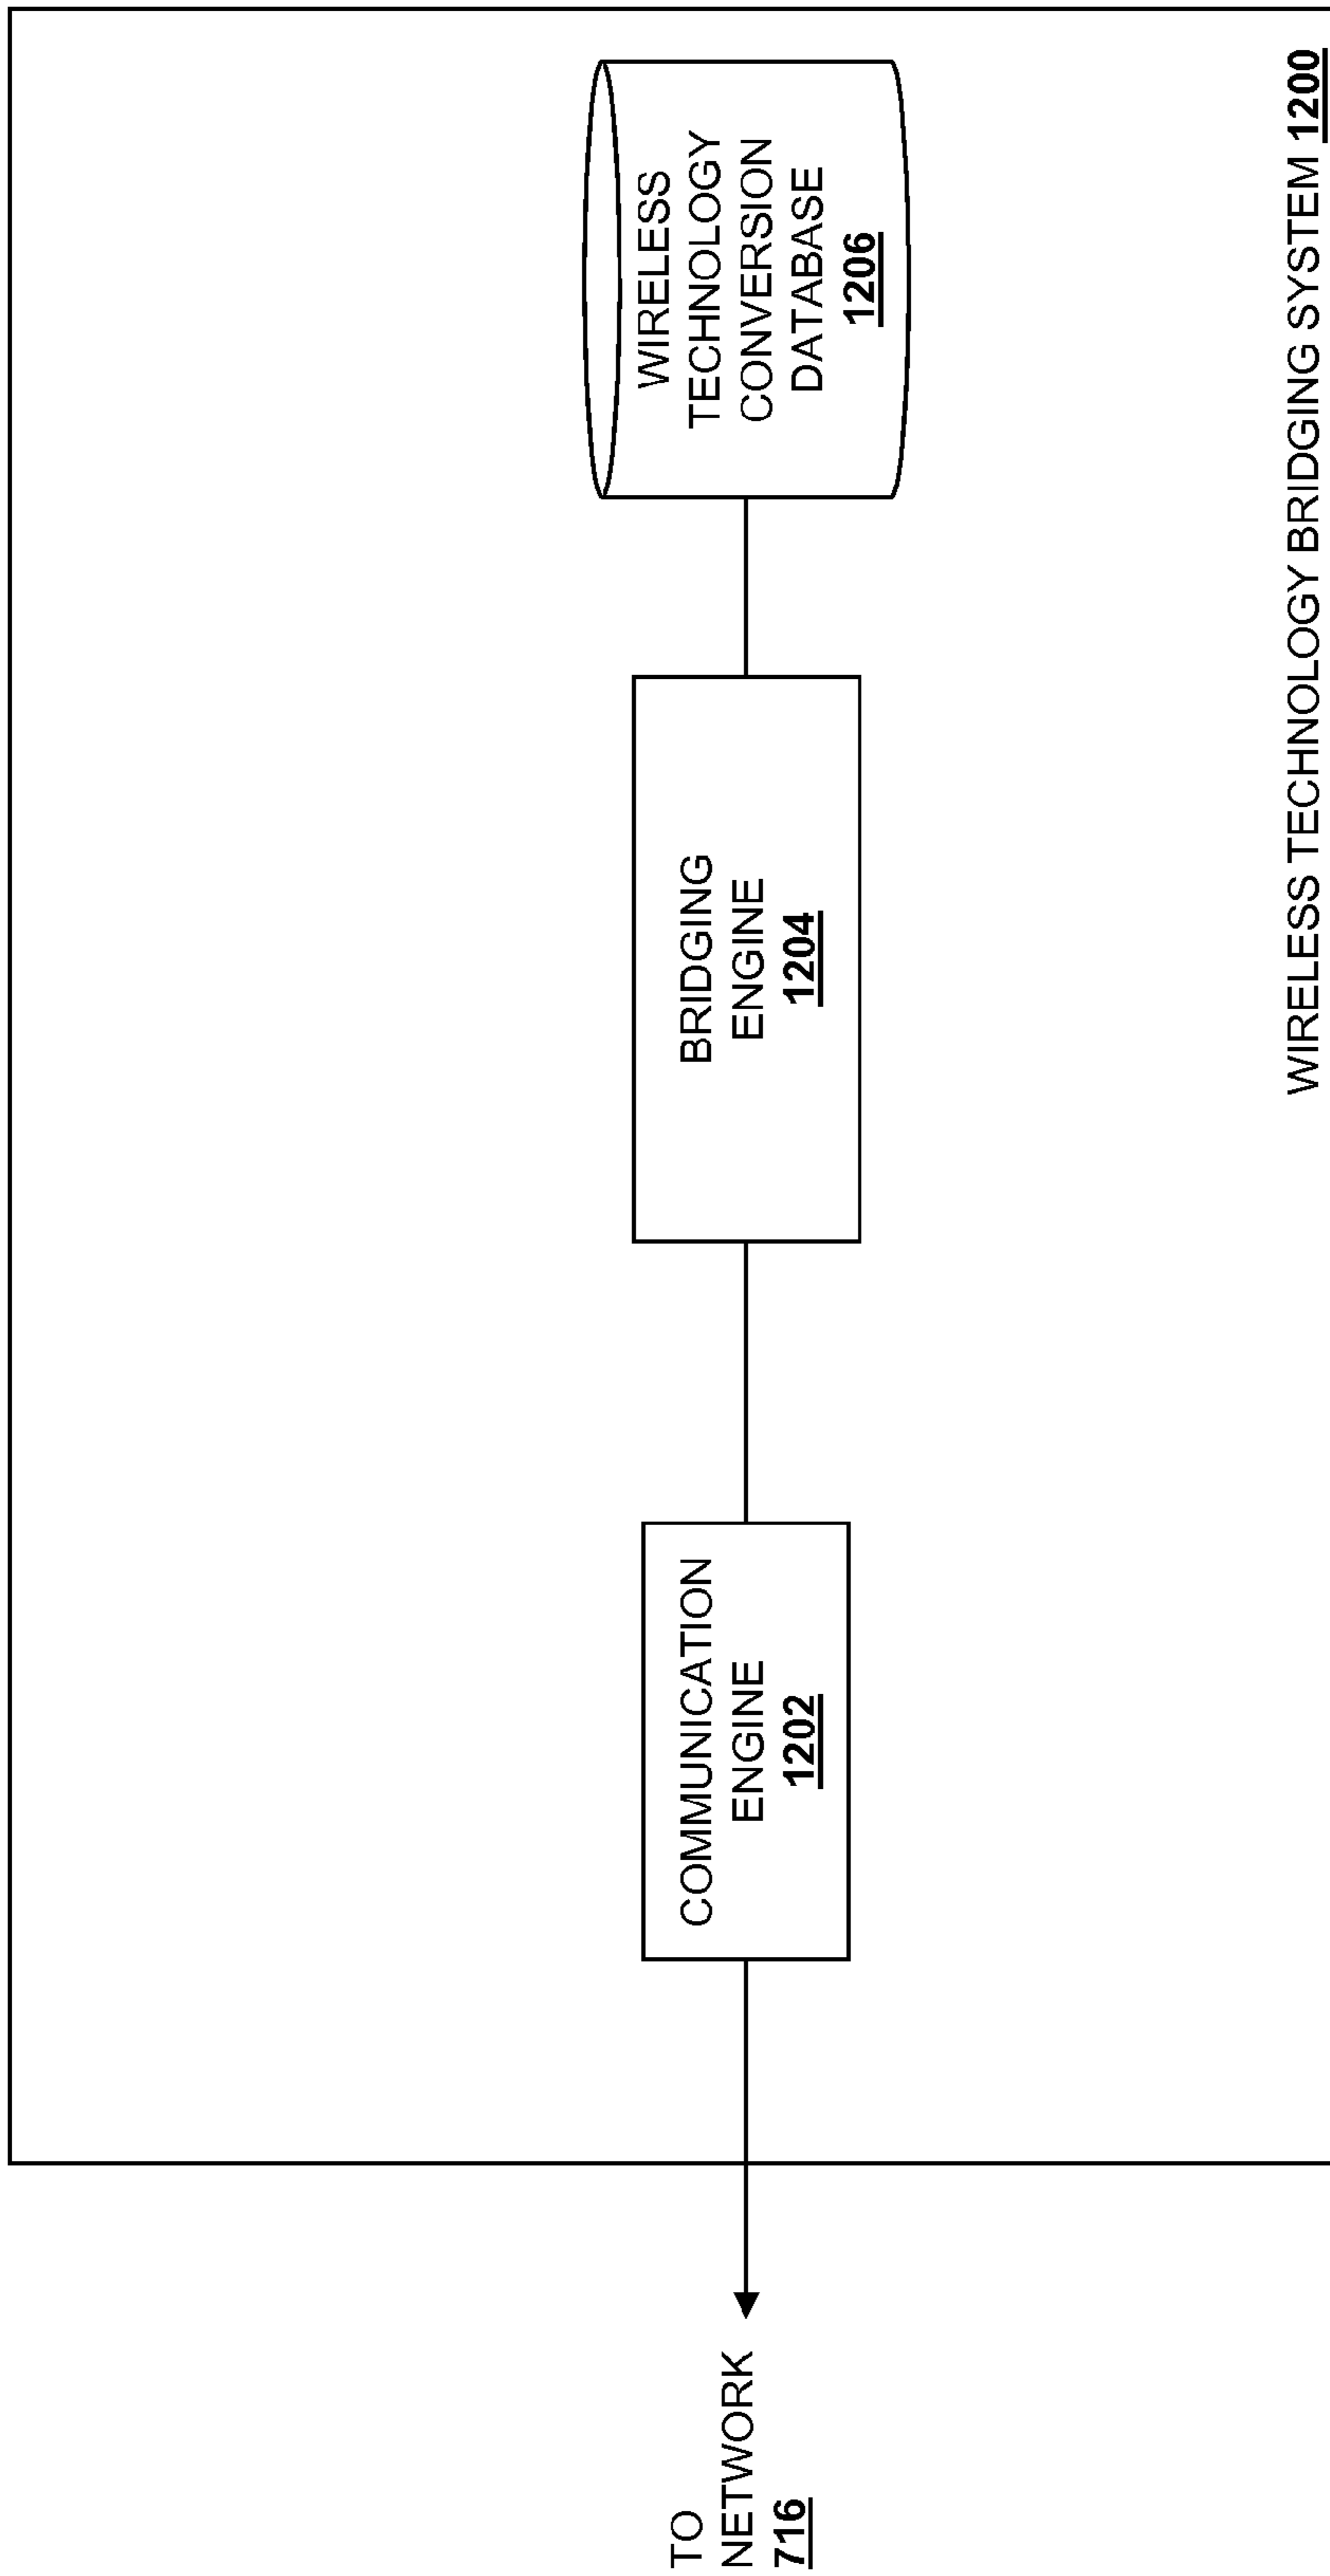 TO
NETWORK
716
COMMUNICATION
ENGINE
1202
BRIDGING
ENGINE
1204
WIRELESS
TECHNOLOGY
CONVERSION
DATABASE
1206
WIRELESS TECHNOLOGY BRIDGING SYSTEM 1200